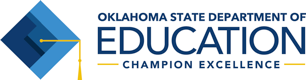 OKLAHOMA STATE DEPARTMENT OF
EDUCATION
CHAMPION EXCELLENCE